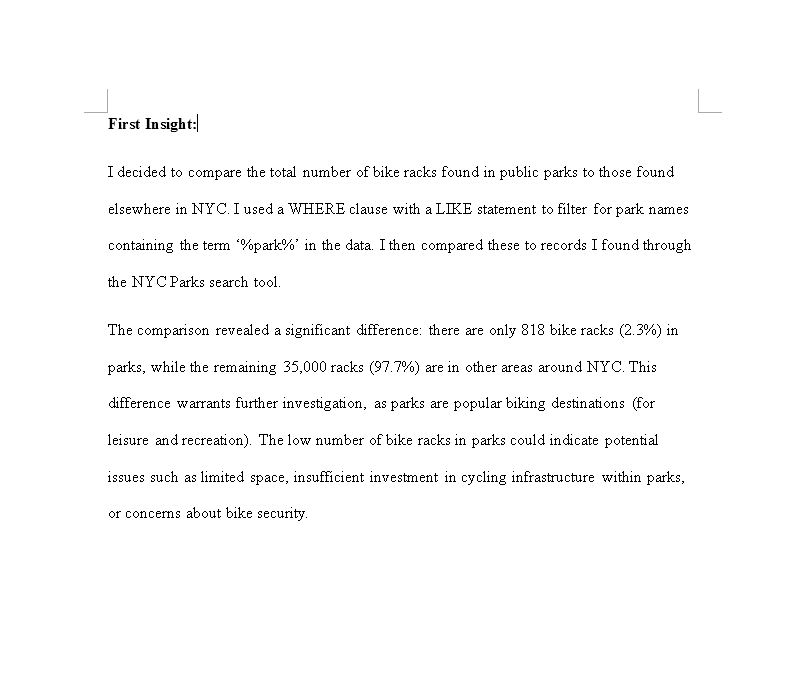 First Insight:
I decided to compare the total number of bike racks found in public parks to those found
elsewhere in NYC. I used a WHERE clause with a LIKE statement to filter for park names
containing the term ‘%park%’ in the data. I then compared these to records I found through
the NYC Parks search tool.
The comparison revealed a significant difference: there are only 818 bike racks (2.3%) in
parks, while the remaining 35,000 racks (97.7%) are in other areas around NYC. This
difference warrants further investigation, as parks are popular biking destinations (for
leisure and recreation). The low number of bike racks in parks could indicate potential
issues such as limited space, insufficient investment in cycling infrastructure within parks,
or concerns about bike security.